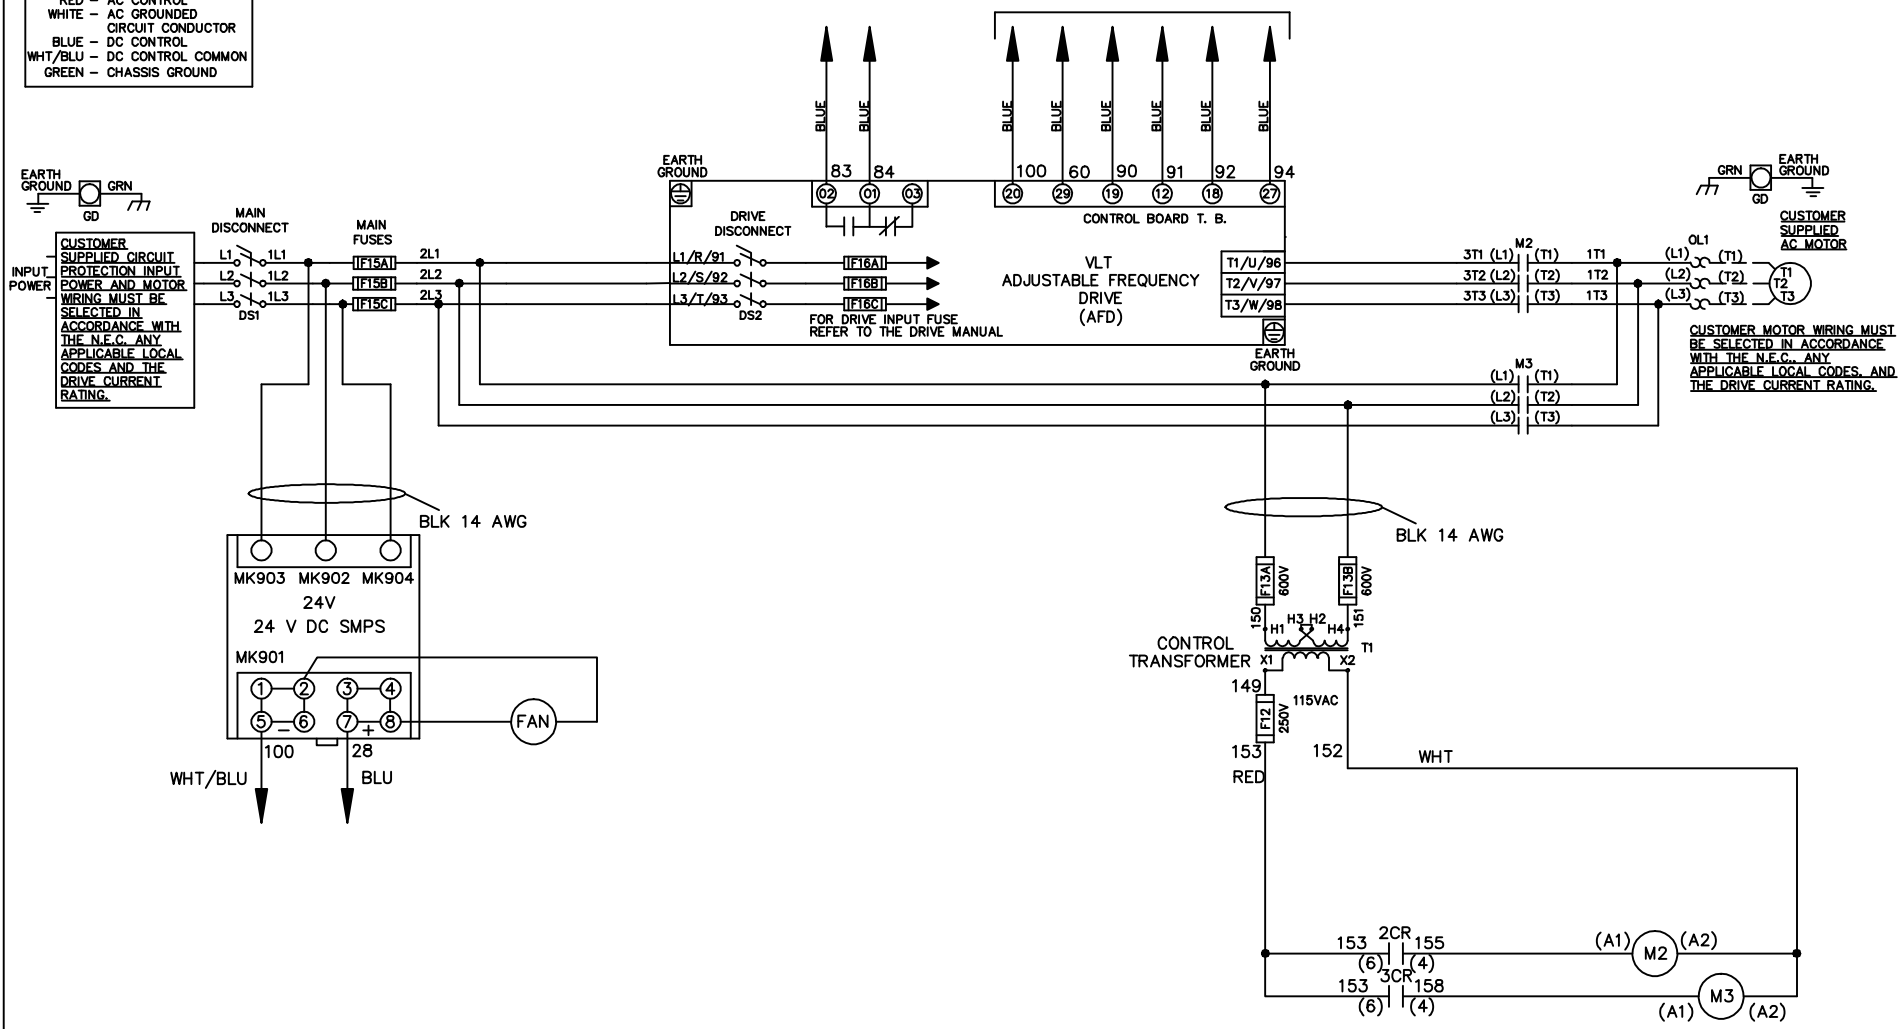 RED – AC CONTROL
WHITE – AC GROUNDED
CIRCUIT CONDUCTOR
BLUE – DC CONTROL
WHT/BLU – DC CONTROL COMMON
GREEN – CHASSIS GROUND
EARTH
GROUND
GRN
GD
INPUT
POWER
CUSTOMER
SUPPLIED CIRCUIT
PROTECTION INPUT
POWER AND MOTOR
WIRING MUST BE
SELECTED IN
ACCORDANCE WITH
THE N.E.C. ANY
APPLICABLE LOCAL
CODES AND THE
DRIVE CURRENT
RATING.
MAIN
DISCONNECT
L1 1L1
L2 1L2
L3 1L3
DS1
MAIN
FUSES
F15A
F15B
F15C
2L1
2L2
2L3
EARTH
GROUND
BLUE BLUE BLUE BLUE BLUE BLUE BLUE BLUE
83 84 100 60 90 91 92 94
02 01 03 20 29 19 12 18 27
CONTROL BOARD T. B.
DRIVE
DISCONNECT
L1/R/91
L2/S/92
L3/T/93
DS2
F16A
F16B
F16C
FOR DRIVE INPUT FUSE
REFER TO THE DRIVE MANUAL
VLT
ADJUSTABLE FREQUENCY
DRIVE
(AFD)
T1/U/96
T2/V/97
T3/W/98
EARTH
GROUND
M2
3T1 (L1) (T1) 1T1
3T2 (L2) (T2) 1T2
3T3 (L3) (T3) 1T3
M3
(L1) (T1)
(L2) (T2)
(L3) (T3)
OL1
(L1) (T1)
(L2) (T2)
(L3) (T3)
T1
T2
T3
GRN
GD
EARTH
GROUND
CUSTOMER
SUPPLIED
AC MOTOR
CUSTOMER MOTOR WIRING MUST
BE SELECTED IN ACCORDANCE
WITH THE N.E.C., ANY
APPLICABLE LOCAL CODES, AND
THE DRIVE CURRENT RATING.
BLK 14 AWG
MK903 MK902 MK904
24V
24 V DC SMPS
MK901
1 2 3 4
5 6 7 8
– +
100 28
WHT/BLU BLU
FAN
BLK 14 AWG
F13A 600V F13B 600V
150 151
H1 H3 H2 H4
T1
CONTROL
TRANSFORMER
X1 X2
149
115VAC
F12 250V
153 152
RED
WHT
2CR
153 155
(6) (4)
(A1) M2 (A2)
3CR
153 158
(6) (4)
(A1) M3 (A2)